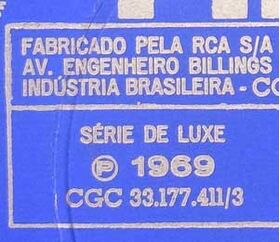 FABRICADO PELA RCA S/A
AV. ENGENHEIRO BILLINGS
INDÚSTRIA BRASILEIRA -
SÉRIE DE LUXE
Ⓟ 1969
CGC 33.177.411/3